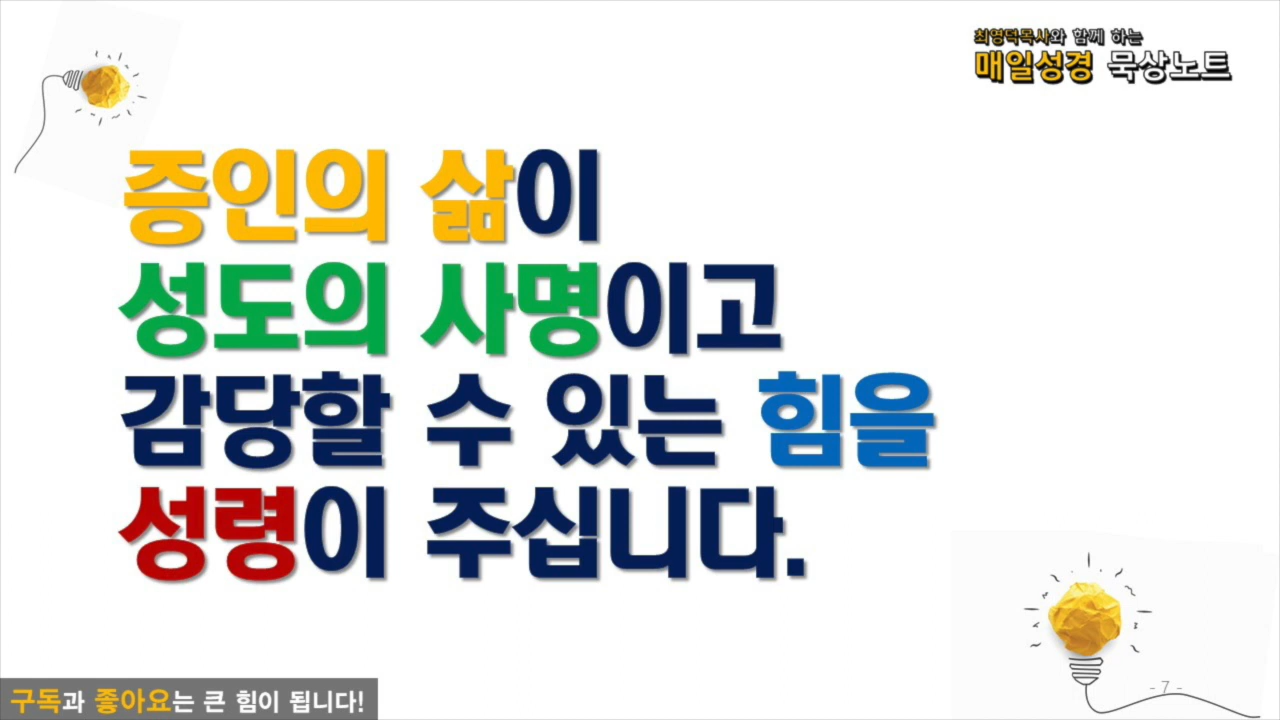 최영덕목사와 함께 하는
매일성경 묵상노트
증인의 삶이
성도의 사명이고
감당할 수 있는 힘을
성령이 주십니다.
구독과 좋아요는 큰 힘이 됩니다!
- 7 -